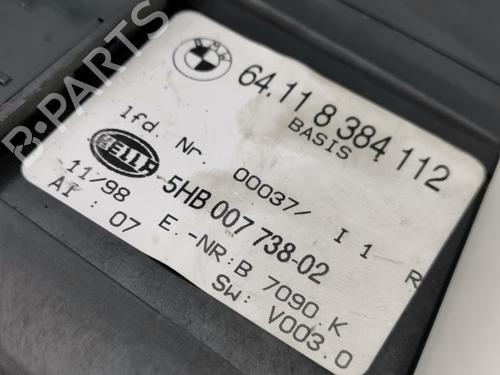 BMW
64.11 8 384 112
BASIS
lfd. Nr. 00037/ I 1 R
HELLA
5HB 007 738-02
11/98
E.-NR:B 7090 K
AI : 07
SW: V003.0
B-PARTS